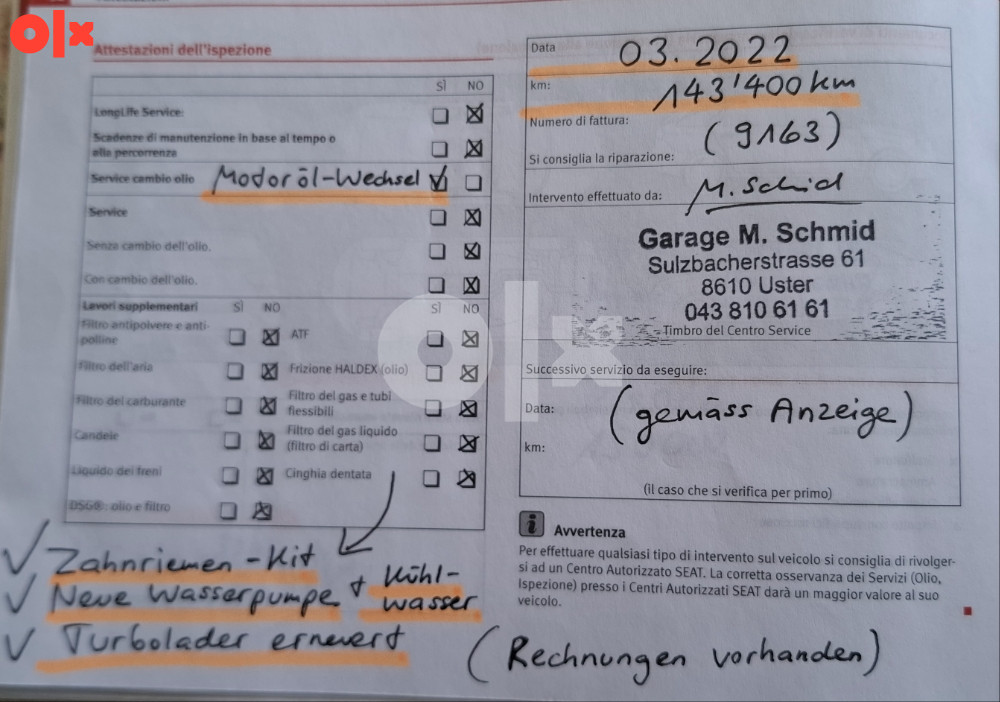 olx
Attestazioni dell'ispezione
SÌ NO
LongLife Service:
Scadenze di manutenzione in base al tempo o
alla percorrenza
Service cambio olio Modoröl-Wechsel
Service
Senza cambio dell'olio.
Con cambio dell'olio.
Lavori supplementari SÌ NO SÌ NO
Filtro antipolvere e anti-
polline
ATF
Filtro dell'aria
Frizione HALDEX (olio)
Filtro del carburante
Filtro del gas e tubi
flessibili
Candele
Filtro del gas liquido
(filtro di carta)
Liquido dei freni
Cinghia dentata
DSG®: olio e filtro
Zahnriemen-Kit
Neue Wasserpumpe + Kühl-
wasser
Turbolader erneuert
(Rechnungen vorhanden)
Data 03.2022
km: 143'400 km
Numero di fattura: (9163)
Si consiglia la riparazione:
Intervento effettuato da: M. Schid
Garage M. Schmid
Sulzbacherstrasse 61
8610 Uster
043 810 61 61
Timbro del Centro Service
Successivo servizio da eseguire:
Data: (gemäss Anzeige)
km:
(il caso che si verifica per primo)
i Avvertenza
Per effettuare qualsiasi tipo di intervento sul veicolo si consiglia di rivolger-
si ad un Centro Autorizzato SEAT. La corretta osservanza dei Servizi (Olio,
Ispezione) presso i Centri Autorizzati SEAT darà un maggior valore al suo
veicolo.
olx